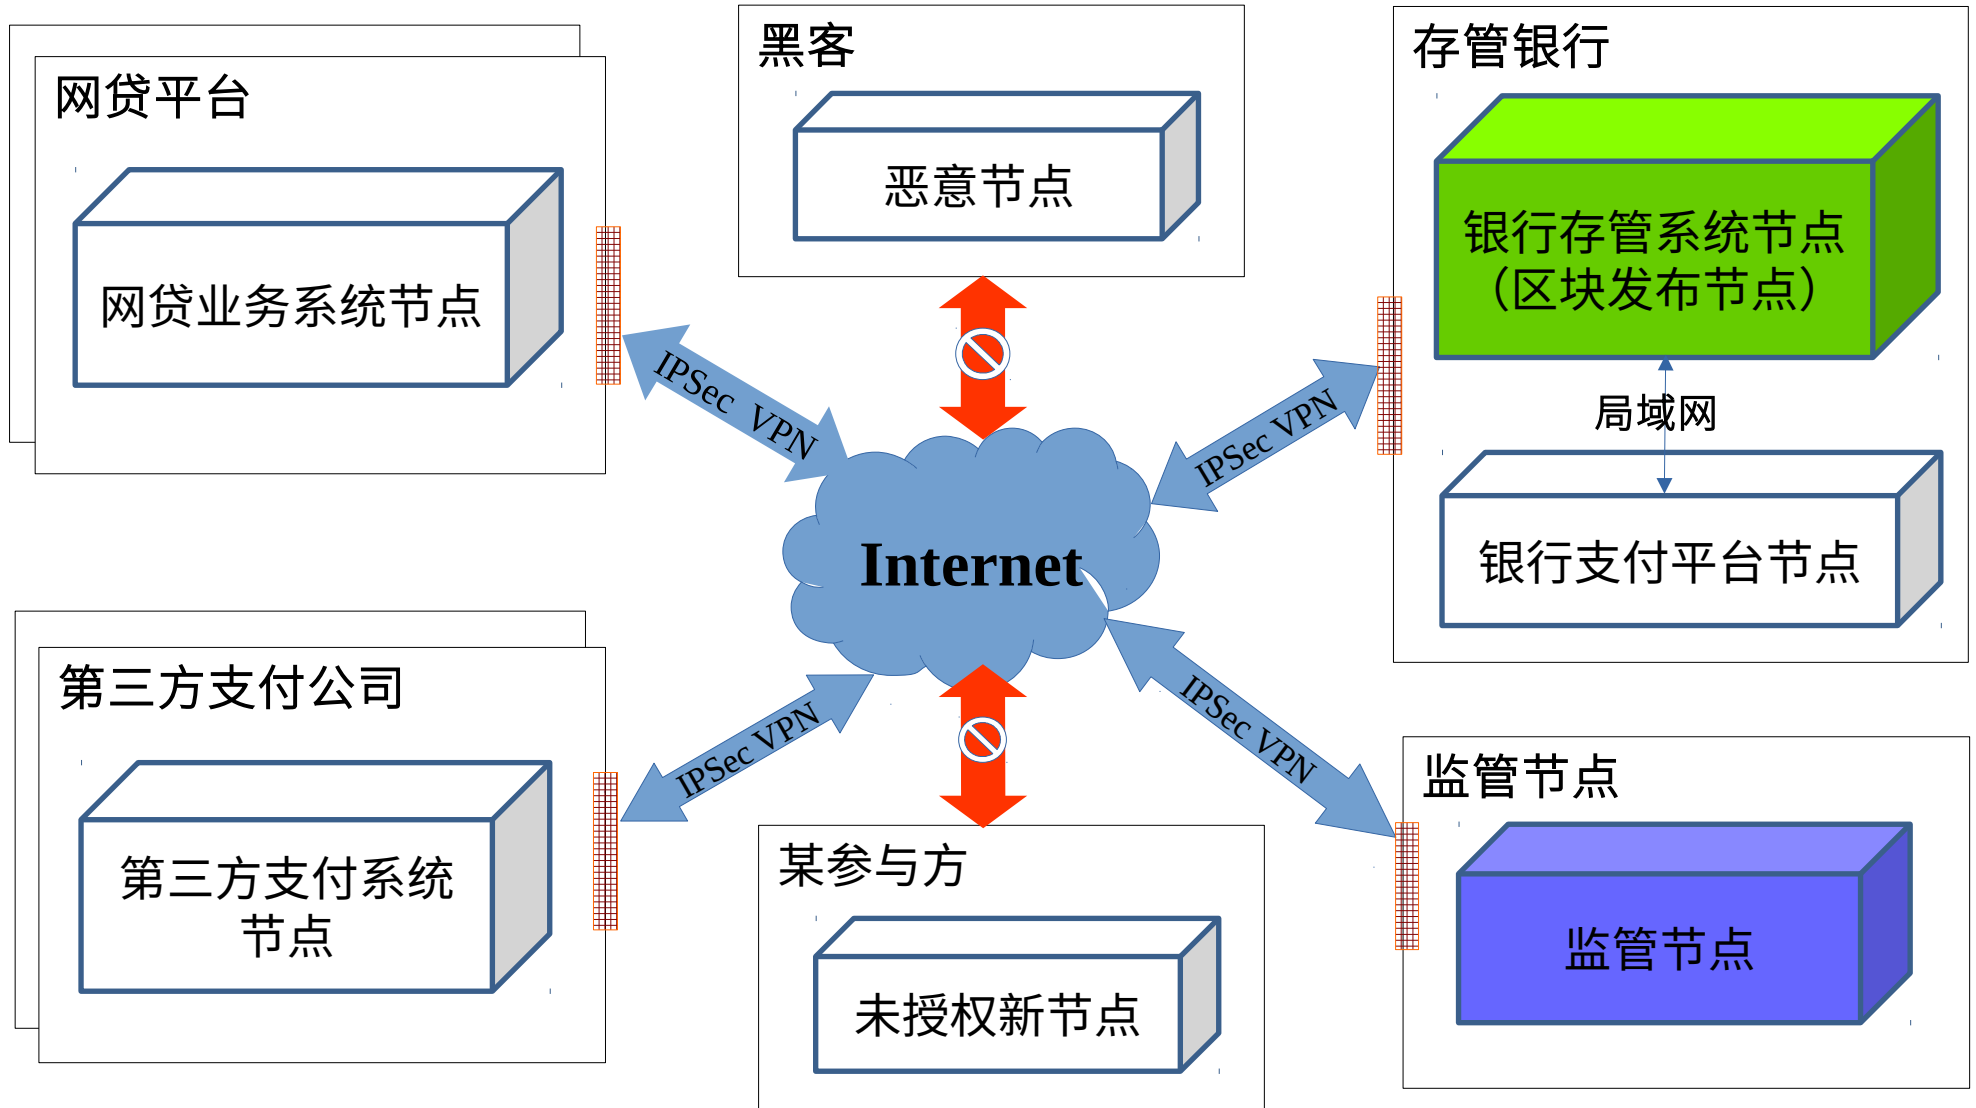 网贷平台
网贷业务系统节点
黑客
恶意节点
存管银行
银行存管系统节点
（区块发布节点）
局域网
银行支付平台节点
IPSec  VPN
IPSec VPN
Internet
第三方支付公司
第三方支付系统
节点
IPSec VPN
IPSec VPN
某参与方
未授权新节点
监管节点
监管节点